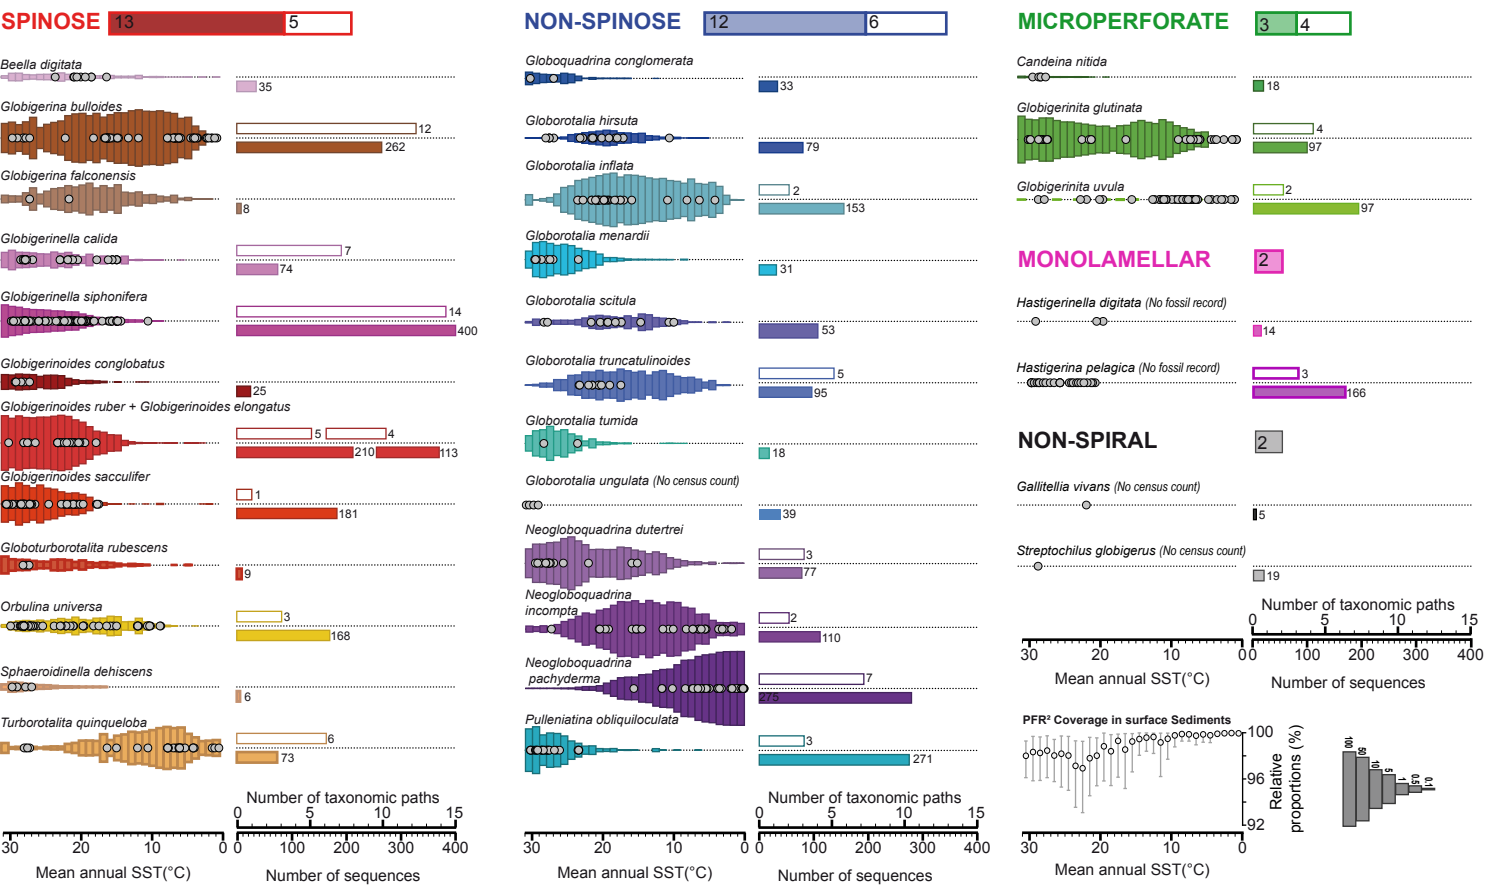 SPINOSE 13 5
Beella digitata
35
Globigerina bulloides
12
262
Globigerina falconensis
8
Globigerinella calida
7
74
Globigerinella siphonifera
14
400
Globigerinoides conglobatus
25
Globigerinoides ruber + Globigerinoides elongatus
5 4
210 113
Globigerinoides sacculifer
1
181
Globoturborotalita rubescens
9
Orbulina universa
3
168
Sphaeroidinella dehiscens
6
Turborotalita quinqueloba
6
73
Number of taxonomic paths
0 5 10 15
30 20 10 0
0 100 200 300 400
Mean annual SST(°C)
Number of sequences
NON-SPINOSE 12 6
Globoquadrina conglomerata
33
Globorotalia hirsuta
79
Globorotalia inflata
2
153
Globorotalia menardii
31
Globorotalia scitula
53
Globorotalia truncatulinoides
5
95
Globorotalia tumida
18
Globorotalia ungulata (No census count)
39
Neogloboquadrina dutertrei
3
77
Neogloboquadrina
incompta
2
110
Neogloboquadrina
pachyderma
7
275
Pulleniatina obliquiloculata
3
271
Number of taxonomic paths
0 5 10 15
30 20 10 0
0 100 200 300 400
Mean annual SST(°C)
Number of sequences
MICROPERFORATE 3 4
Candeina nitida
18
Globigerinita glutinata
4
97
Globigerinita uvula
2
97
MONOLAMELLAR 2
Hastigerinella digitata (No fossil record)
14
Hastigerina pelagica (No fossil record)
3
166
NON-SPIRAL 2
Gallitellia vivans (No census count)
5
Streptochilus globigerus (No census count)
19
Number of taxonomic paths
0 5 10 15
30 20 10 0
0 100 200 300 400
Mean annual SST(°C)
Number of sequences
PFR² Coverage in surface Sediments
100
96
92
Relative
proportions (%)
30 20 10 0
Mean annual SST(°C)
100 50 10 5 1 0.5 0.1